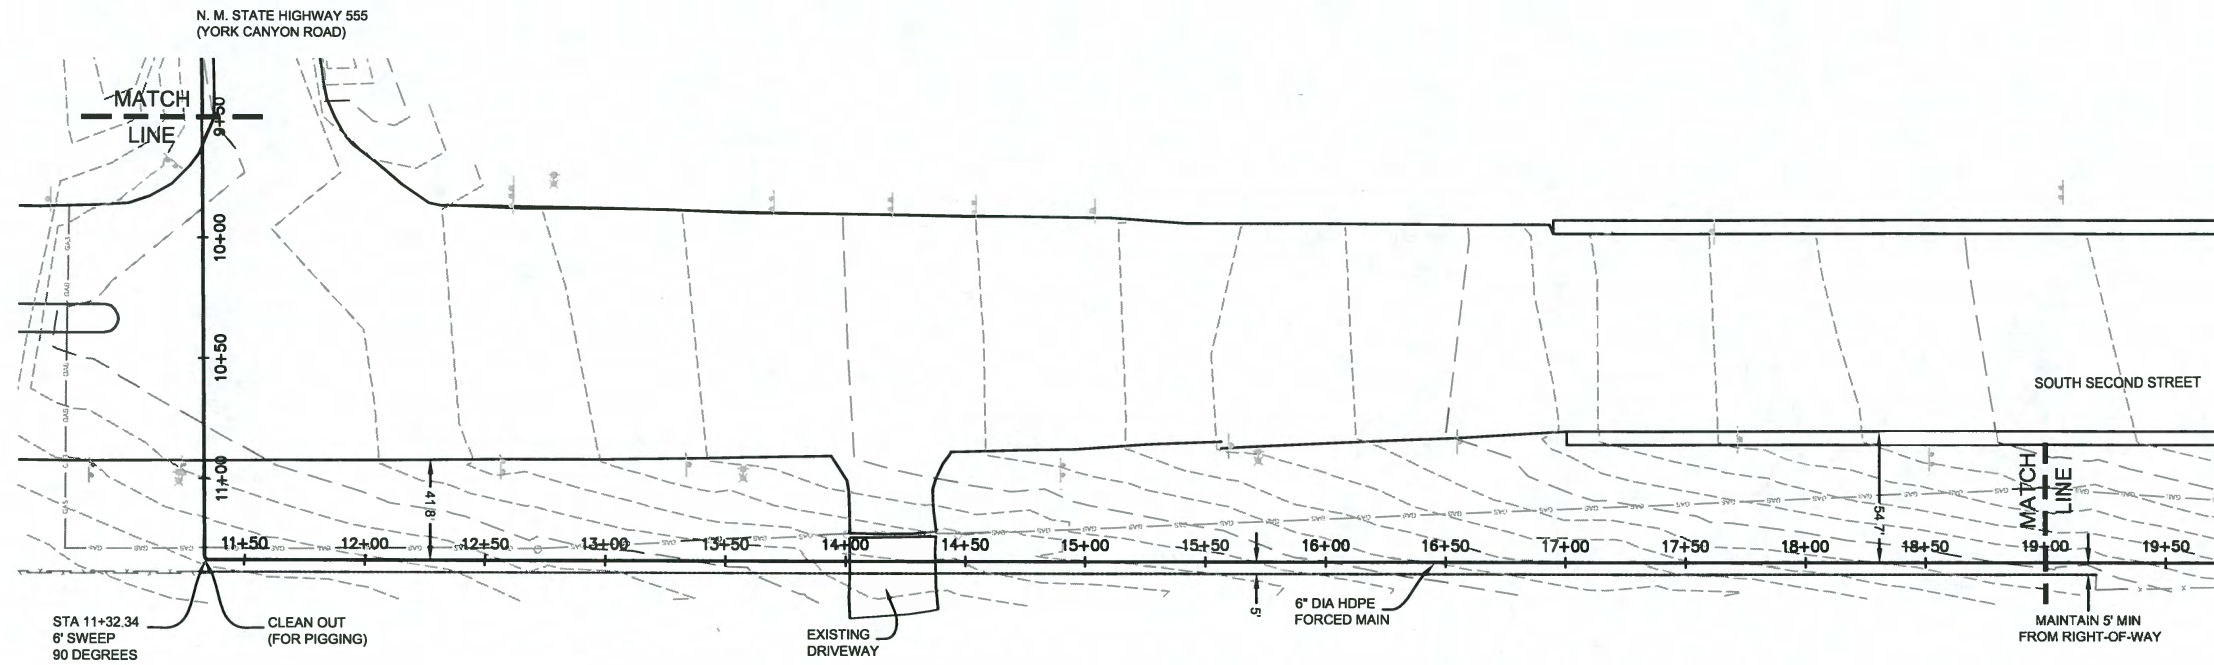 N. M. STATE HIGHWAY 555
(YORK CANYON ROAD)
MATCH
LINE
9+50
10+00
10+50
11+00
SOUTH SECOND STREET
41.8'
54.7'
MATCH
LINE
11+50
12+00
12+50
13+00
13+50
14+00
14+50
15+00
15+50
16+00
16+50
17+00
17+50
18+00
18+50
19+00
19+50
GAS
5'
STA 11+32.34
6' SWEEP
90 DEGREES
CLEAN OUT
(FOR PIGGING)
EXISTING
DRIVEWAY
6" DIA HDPE
FORCED MAIN
MAINTAIN 5' MIN
FROM RIGHT-OF-WAY